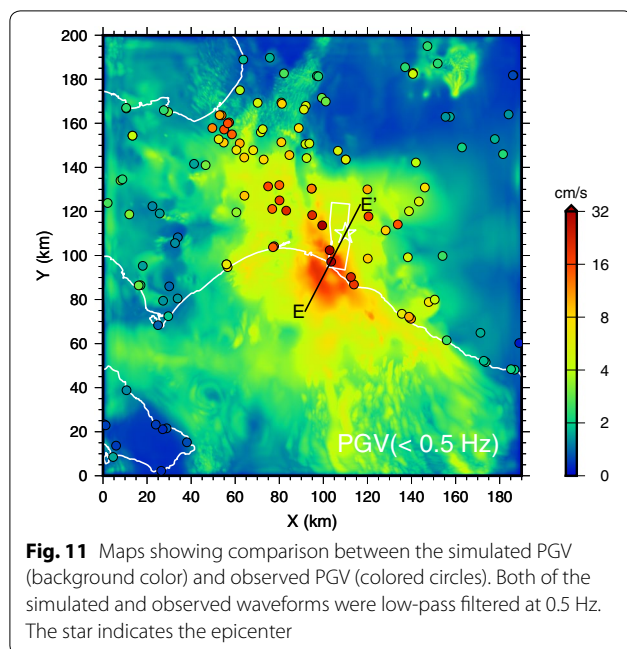 200
180
160
140
120
100
80
60
40
20
0
Y (km)
E'
E
PGV(< 0.5 Hz)
0 20 40 60 80 100 120 140 160 180
X (km)
cm/s
32
16
8
4
2
1
0
Fig. 11 Maps showing comparison between the simulated PGV
(background color) and observed PGV (colored circles). Both of the
simulated and observed waveforms were low-pass filtered at 0.5 Hz.
The star indicates the epicenter